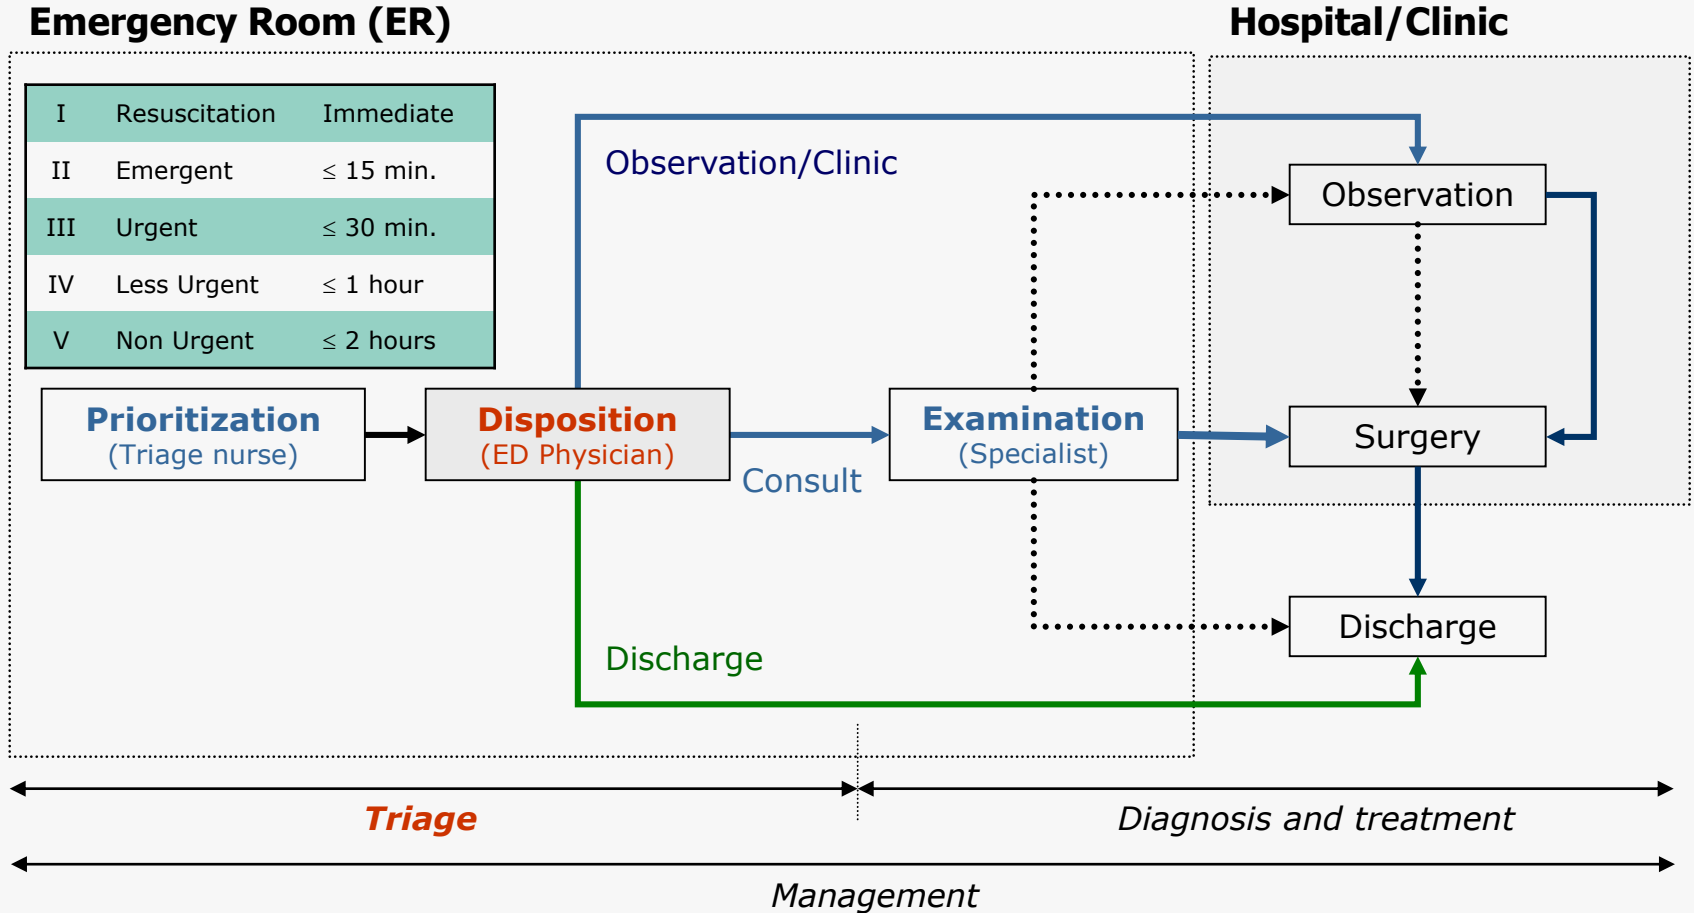 Emergency Room (ER)
Hospital/Clinic
I Resuscitation Immediate
II Emergent ≤ 15 min.
III Urgent ≤ 30 min.
IV Less Urgent ≤ 1 hour
V Non Urgent ≤ 2 hours
Observation/Clinic
Observation
Prioritization
(Triage nurse)
Disposition
(ED Physician)
Consult
Examination
(Specialist)
Surgery
Discharge
Discharge
Triage
Diagnosis and treatment
Management